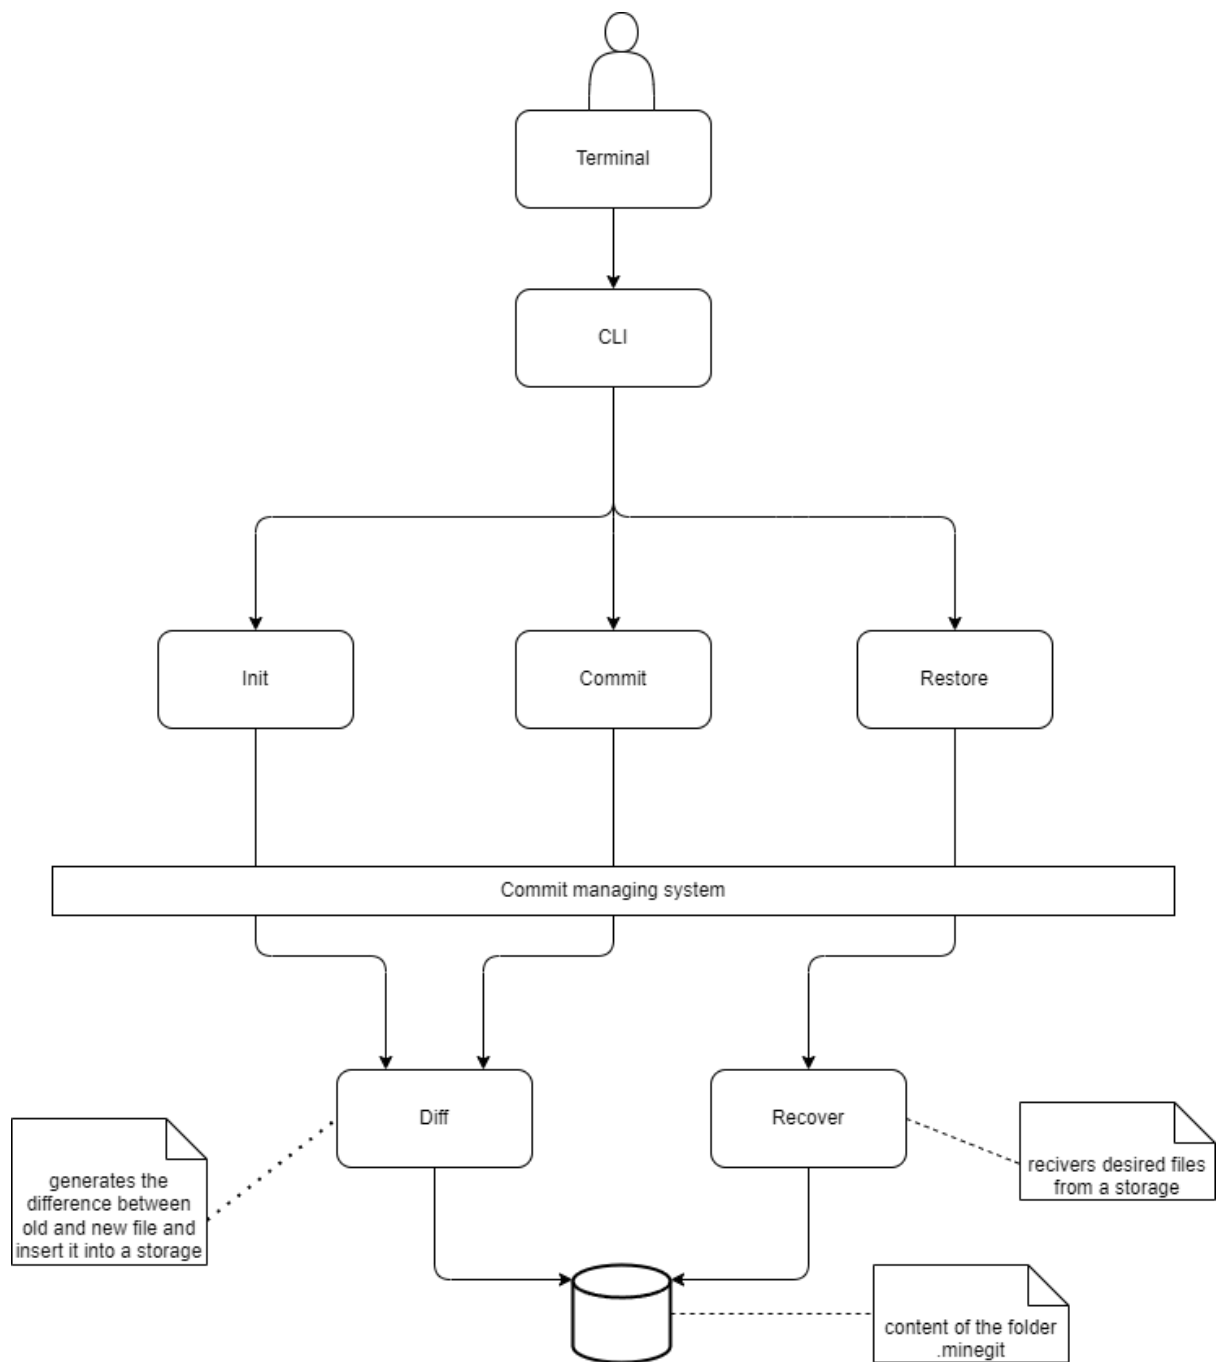 Terminal
CLI
Init
Commit
Restore
Commit managing system
Diff
Recover
generates the
difference between
old and new file and
insert it into a storage
recivers desired files
from a storage
content of the folder
.minegit